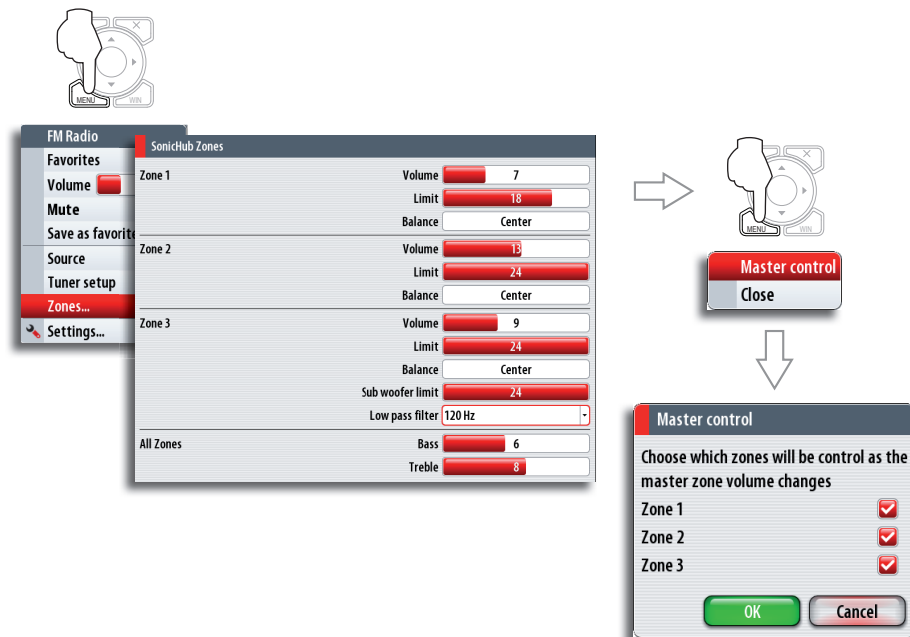 MENU
WIN
FM Radio
Favorites
Volume
Mute
Save as favorite
Source
Tuner setup
Zones...
Settings...
SonicHub Zones
Zone 1
Volume 7
Limit 18
Balance Center
Zone 2
Volume 13
Limit 24
Balance Center
Zone 3
Volume 9
Limit 24
Balance Center
Sub woofer limit 24
Low pass filter 120 Hz
All Zones
Bass 6
Treble 8
MENU
WIN
Master control
Close
Master control
Choose which zones will be control as the
master zone volume changes
Zone 1
Zone 2
Zone 3
OK Cancel